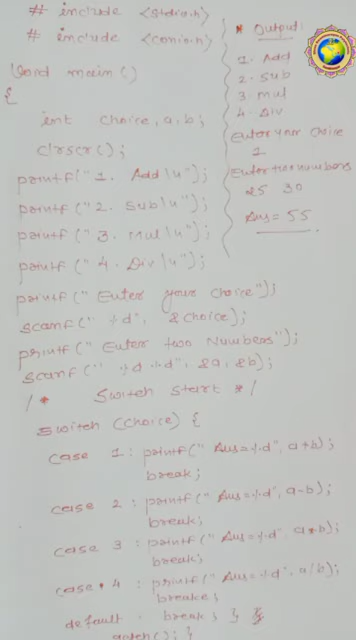 # include <stdio.h>
# include <conio.h>
Void main ()
{
int choice, a, b;
clrscr();
printf("1. Add \n");
printf("2. Sub \n");
printf("3. Mul \n");
printf("4. Div \n");
printf("Enter your choice");
scanf("%d", &choice);
printf("Enter two Numbers");
scanf("%d %d", &a, &b);
/* Switch start */
switch (choice) {
case 1: printf("Ans=%d", a+b);
break;
case 2: printf("Ans=%d", a-b);
break;
case 3: printf("Ans=%d", a*b);
break;
case 4: printf("Ans=%d", a/b);
breake;
default: break; } }
getch(); }
* Output:
1. Add
2. Sub
3 Mul
4. Div
Enter your choice
1
Enter two numbers
25 30
Ans = 55